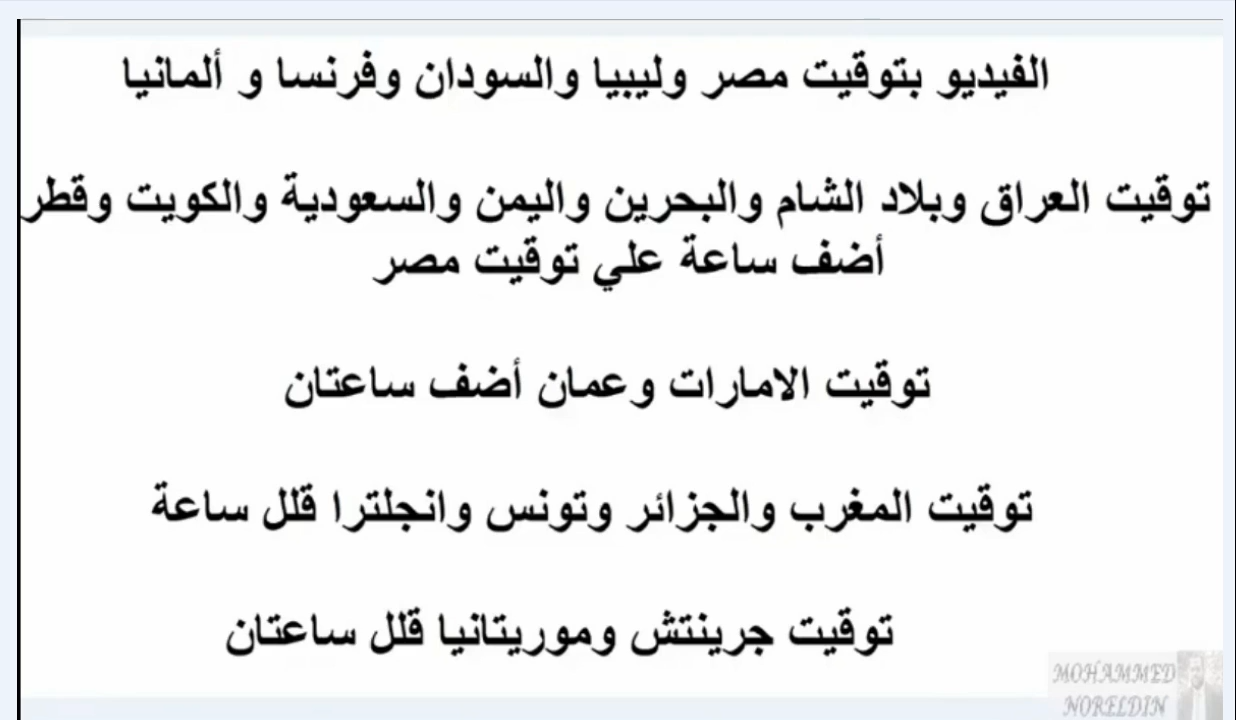 الفيديو بتوقيت مصر وليبيا والسودان وفرنسا و ألمانيا
توقيت العراق وبلاد الشام والبحرين واليمن والسعودية والكويت وقطر
أضف ساعة علي توقيت مصر
توقيت الامارات وعمان أضف ساعتان
توقيت المغرب والجزائر وتونس وانجلترا قلل ساعة
توقيت جرينتش وموريتانيا قلل ساعتان
MOHAMMED
NORELDIN